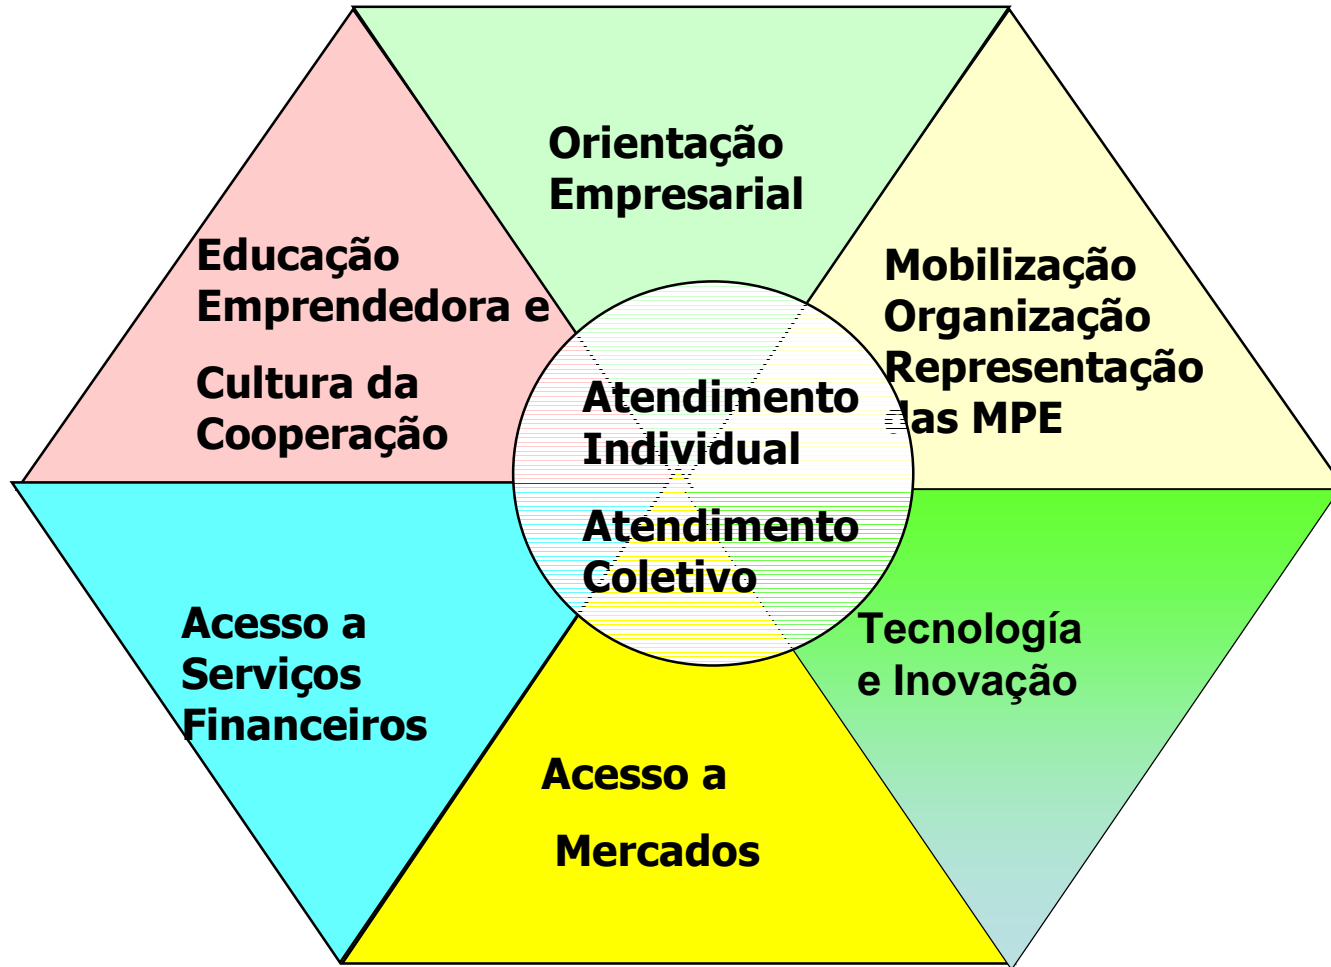 Orientação
Empresarial
Educação
Emprendedora e
Cultura da
Cooperação
Mobilização
Organização
Representação
das MPE
Atendimento
Individual
Atendimento
Coletivo
Acesso a
Serviços
Financeiros
Tecnología
e Inovação
Acesso a
Mercados